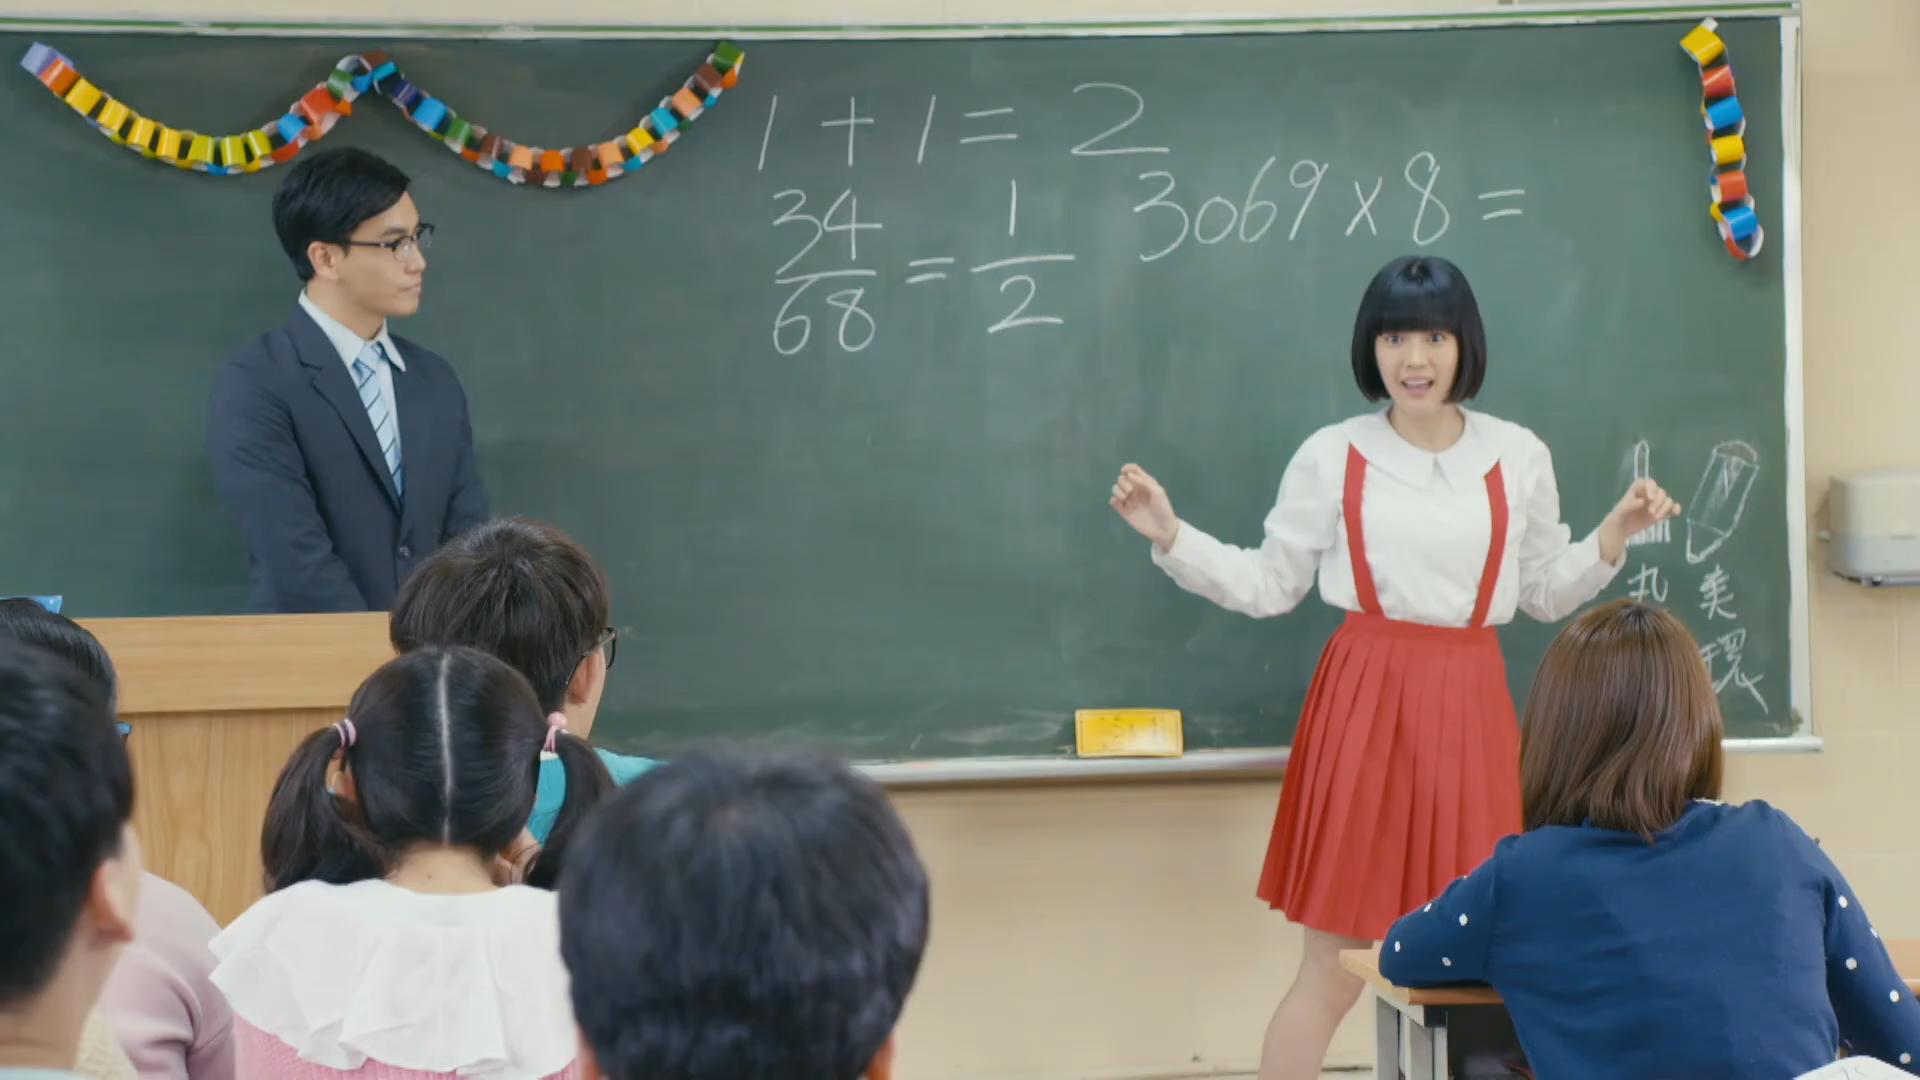 1+1=2
34/68 = 1/2
3069×8=
丸 美
環